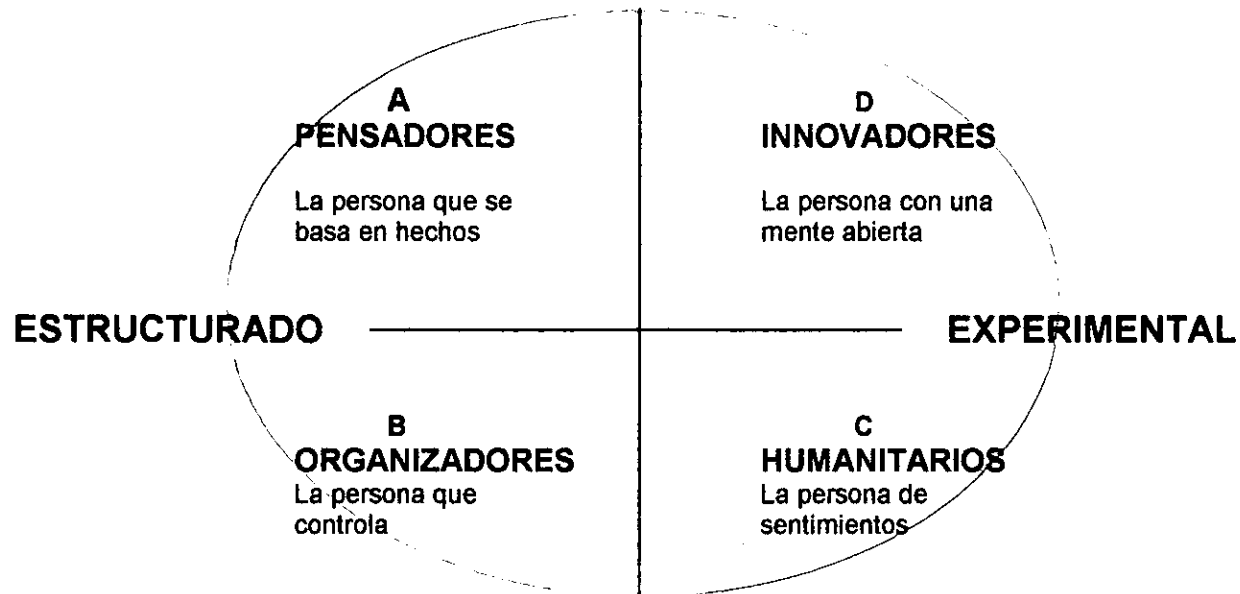 A
PENSADORES
La persona que se
basa en hechos
D
INNOVADORES
La persona con una
mente abierta
ESTRUCTURADO
EXPERIMENTAL
B
ORGANIZADORES
La persona que
controla
C
HUMANITARIOS
La persona de
sentimientos